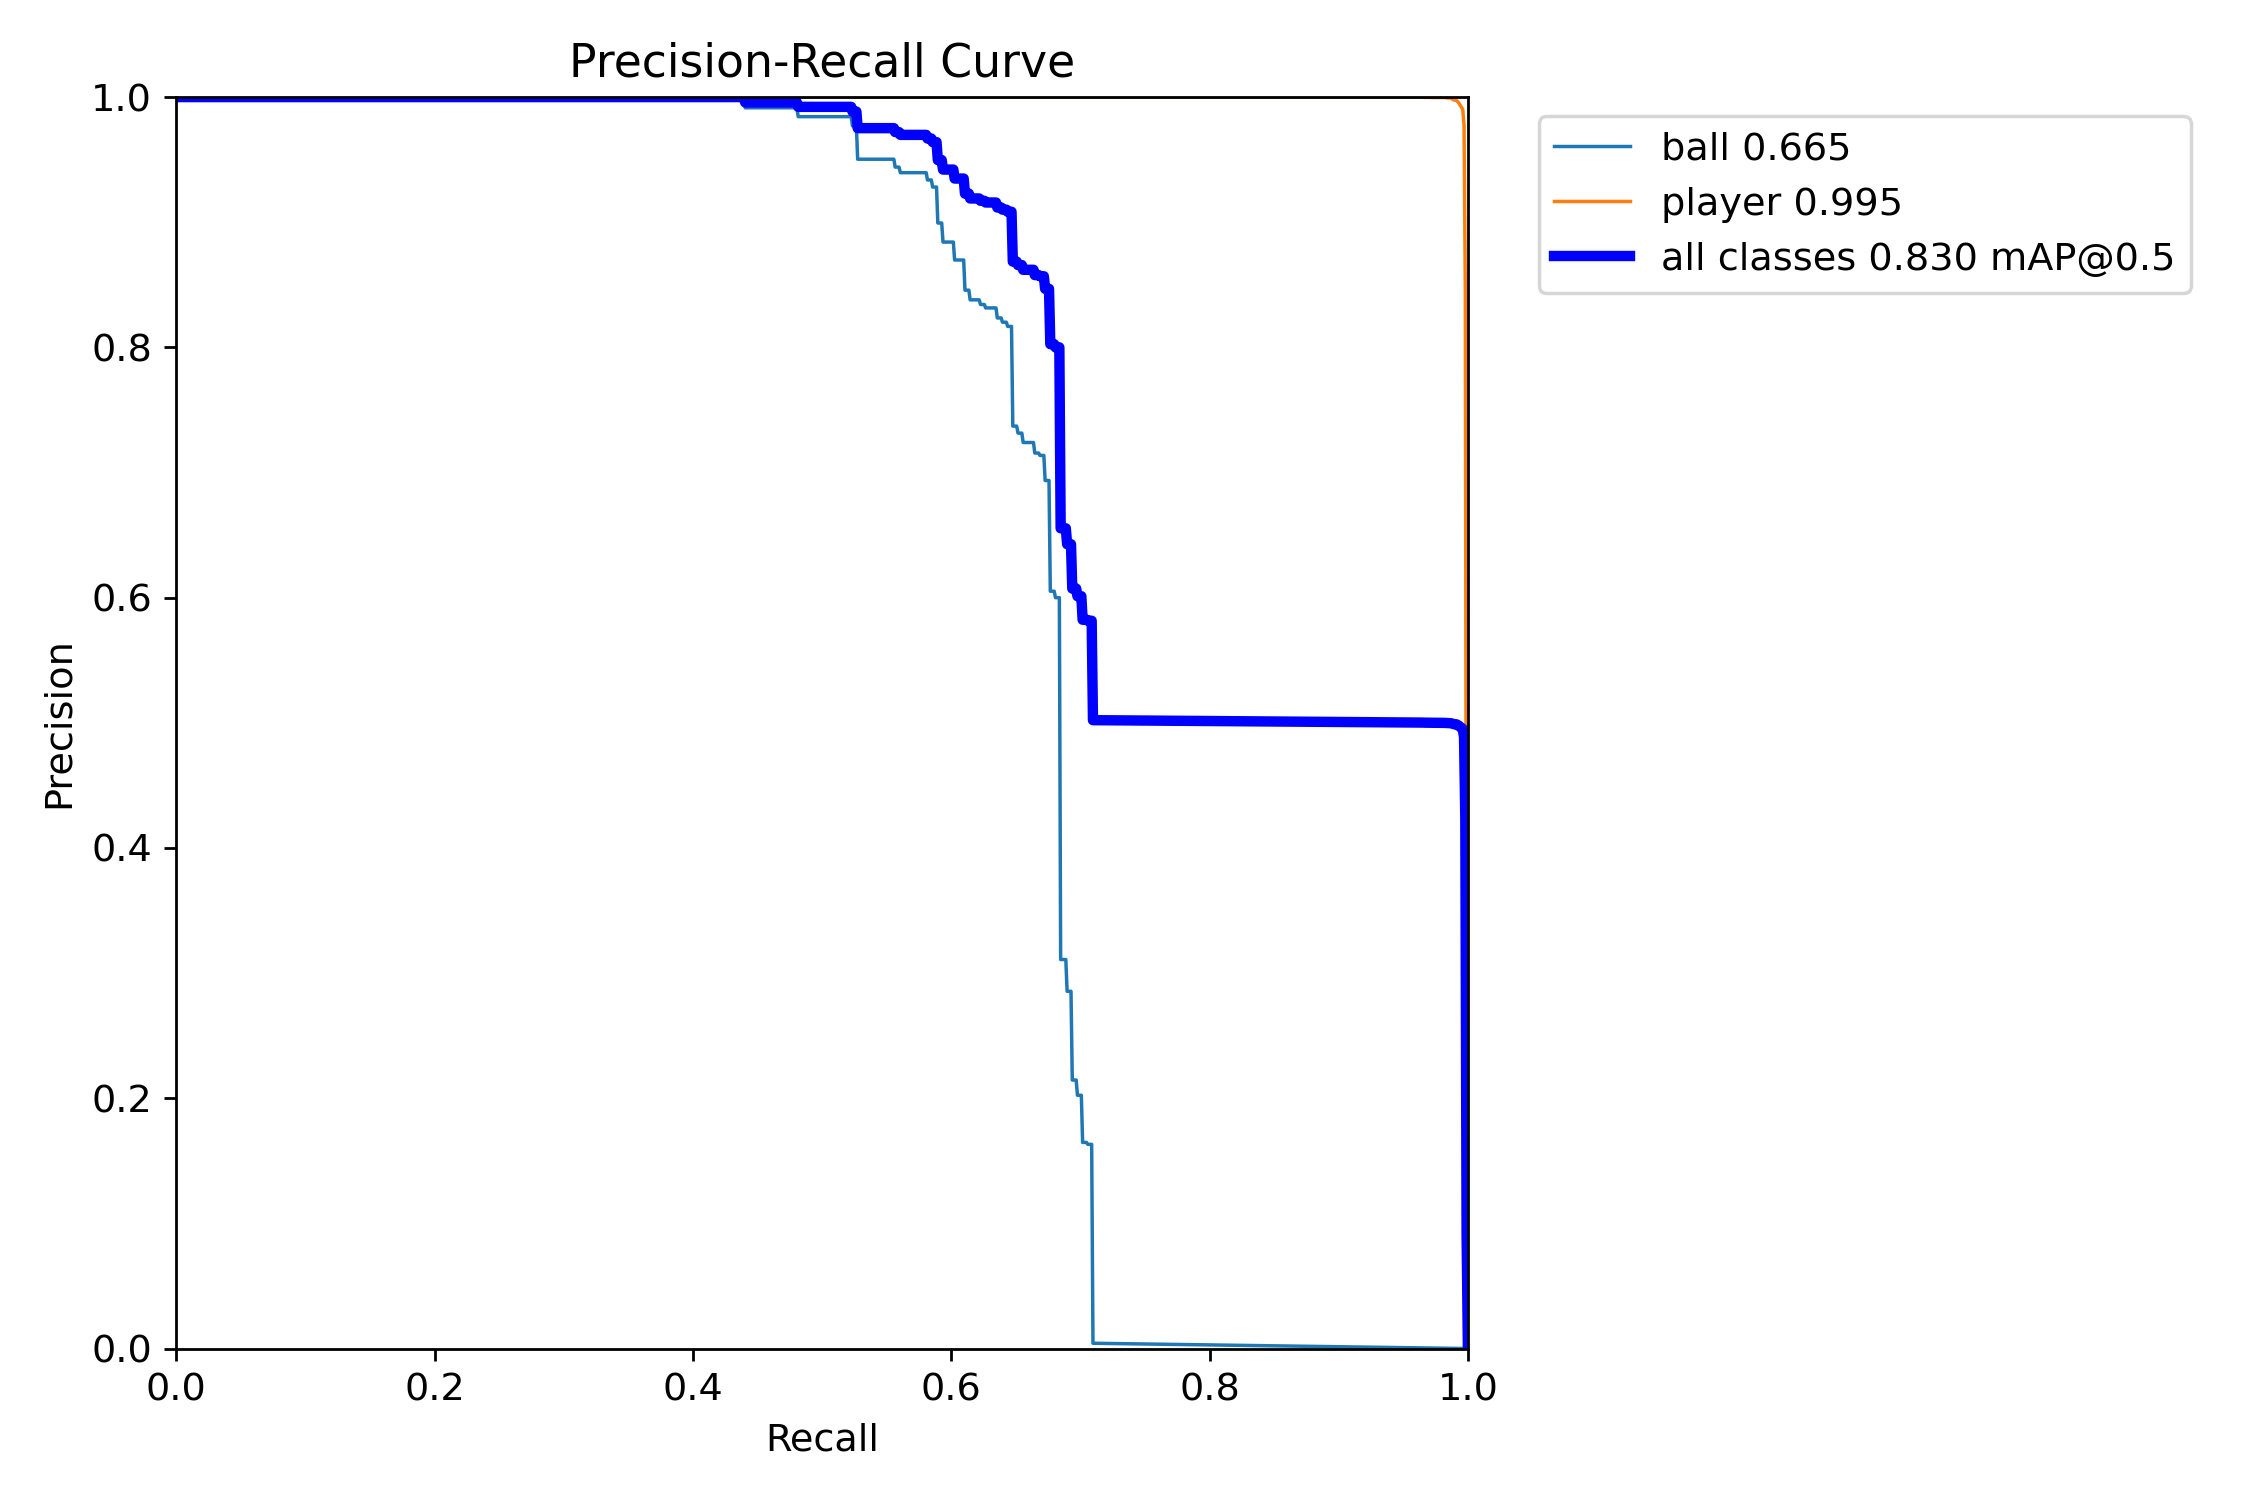 Precision-Recall Curve
1.0
0.8
0.6
0.4
0.2
0.0
Precision
0.0 0.2 0.4 0.6 0.8 1.0
Recall
ball 0.665
player 0.995
all classes 0.830 mAP@0.5